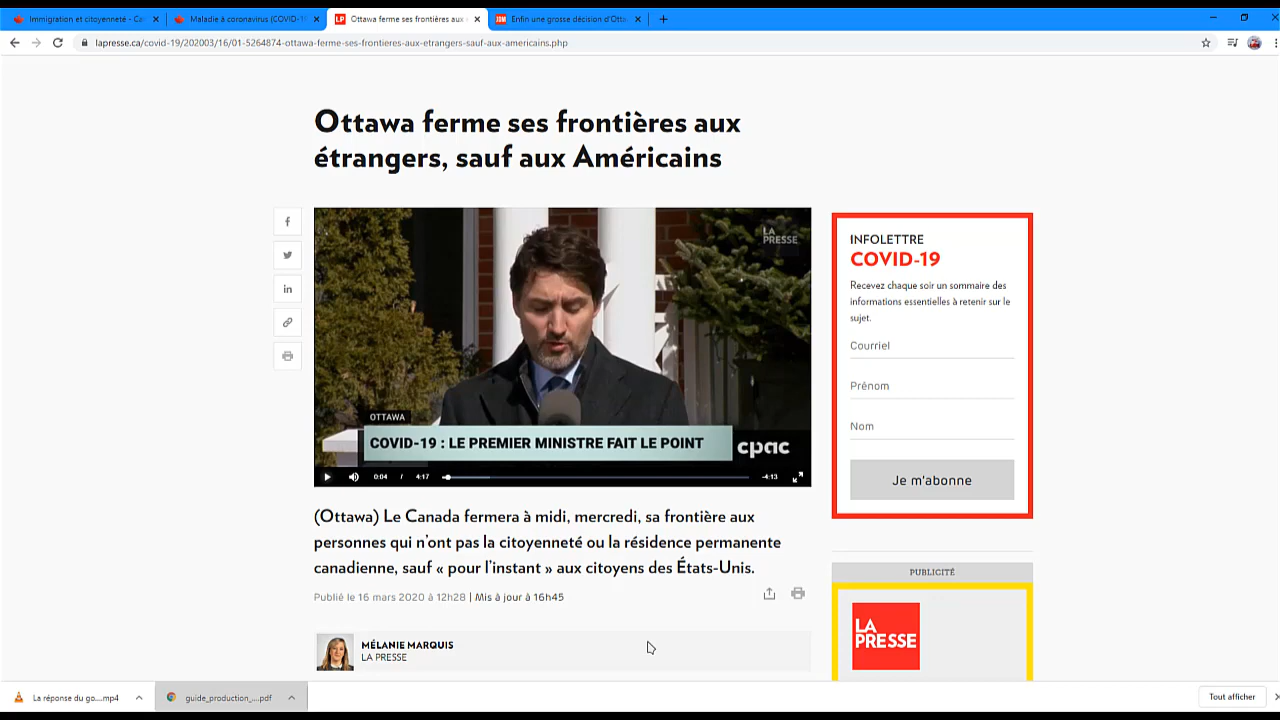 Immigration et citoyenneté - Ca
Maladie à coronavirus (COVID-1
Ottawa ferme ses frontières aux
Enfin une grosse décision d'Otta
lapresse.ca/covid-19/202003/16/01-5264874-ottawa-ferme-ses-frontieres-aux-etrangers-sauf-aux-americains.php
Ottawa ferme ses frontières aux
étrangers, sauf aux Américains
LA
PRESSE
OTTAWA
COVID-19 : LE PREMIER MINISTRE FAIT LE POINT
cpac
0:04 / 4:17
-4:13
(Ottawa) Le Canada fermera à midi, mercredi, sa frontière aux
personnes qui n'ont pas la citoyenneté ou la résidence permanente
canadienne, sauf « pour l'instant » aux citoyens des États-Unis.
Publié le 16 mars 2020 à 12h28 | Mis à jour à 16h45
MÉLANIE MARQUIS
LA PRESSE
INFOLETTRE
COVID-19
Recevez chaque soir un sommaire des
informations essentielles à retenir sur le
sujet.
Courriel
Prénom
Nom
Je m'abonne
PUBLICITÉ
LA
PRESSE
La réponse du go....mp4
guide_production_....pdf
Tout afficher